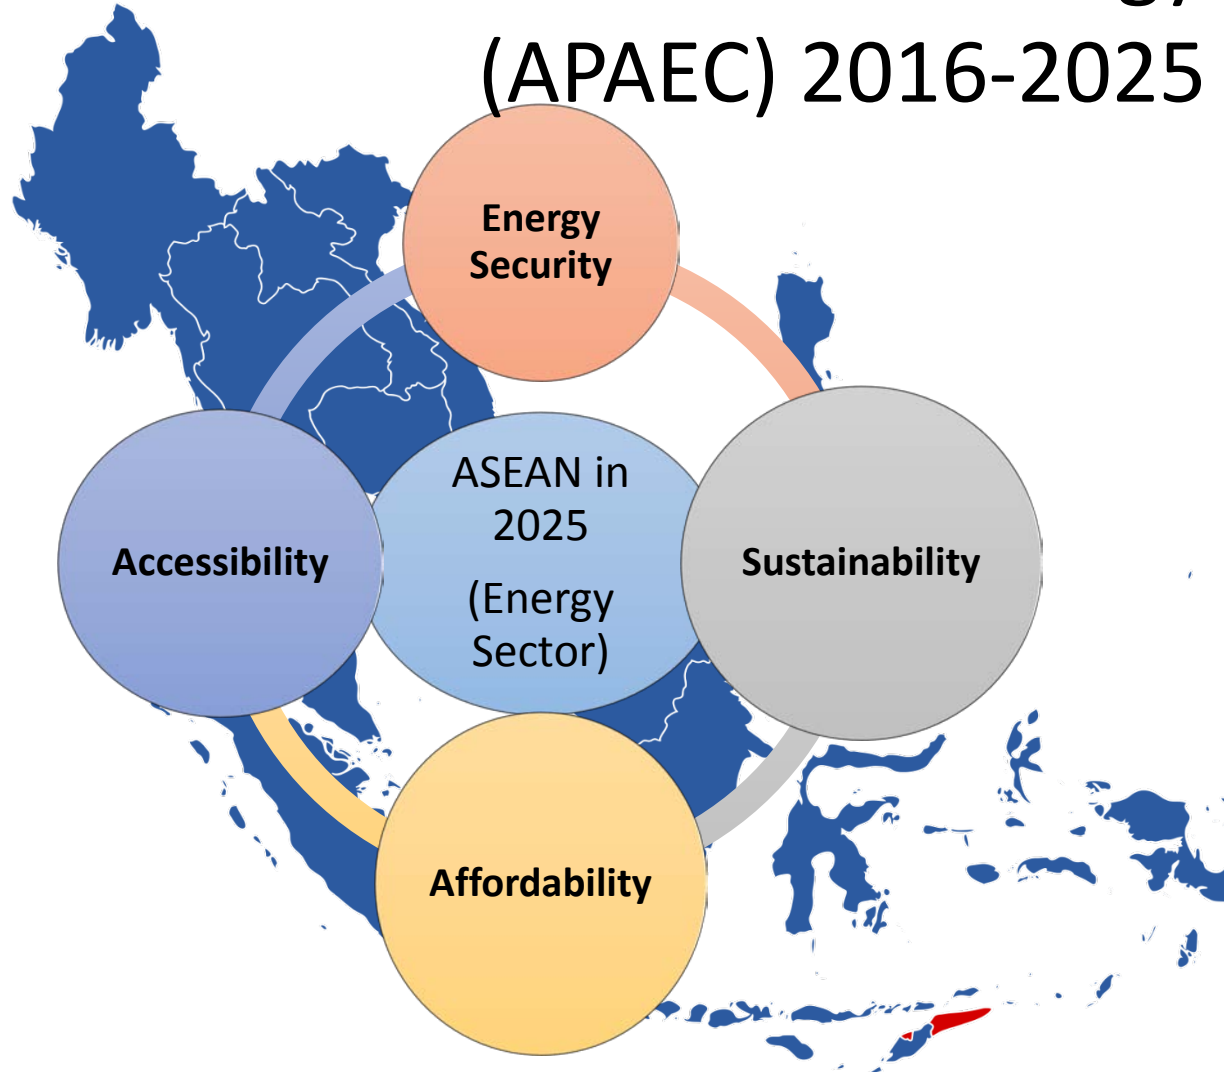 (APAEC) 2016-2025
Energy
Security
ASEAN in
2025
(Energy
Sector)
Accessibility
Sustainability
Affordability